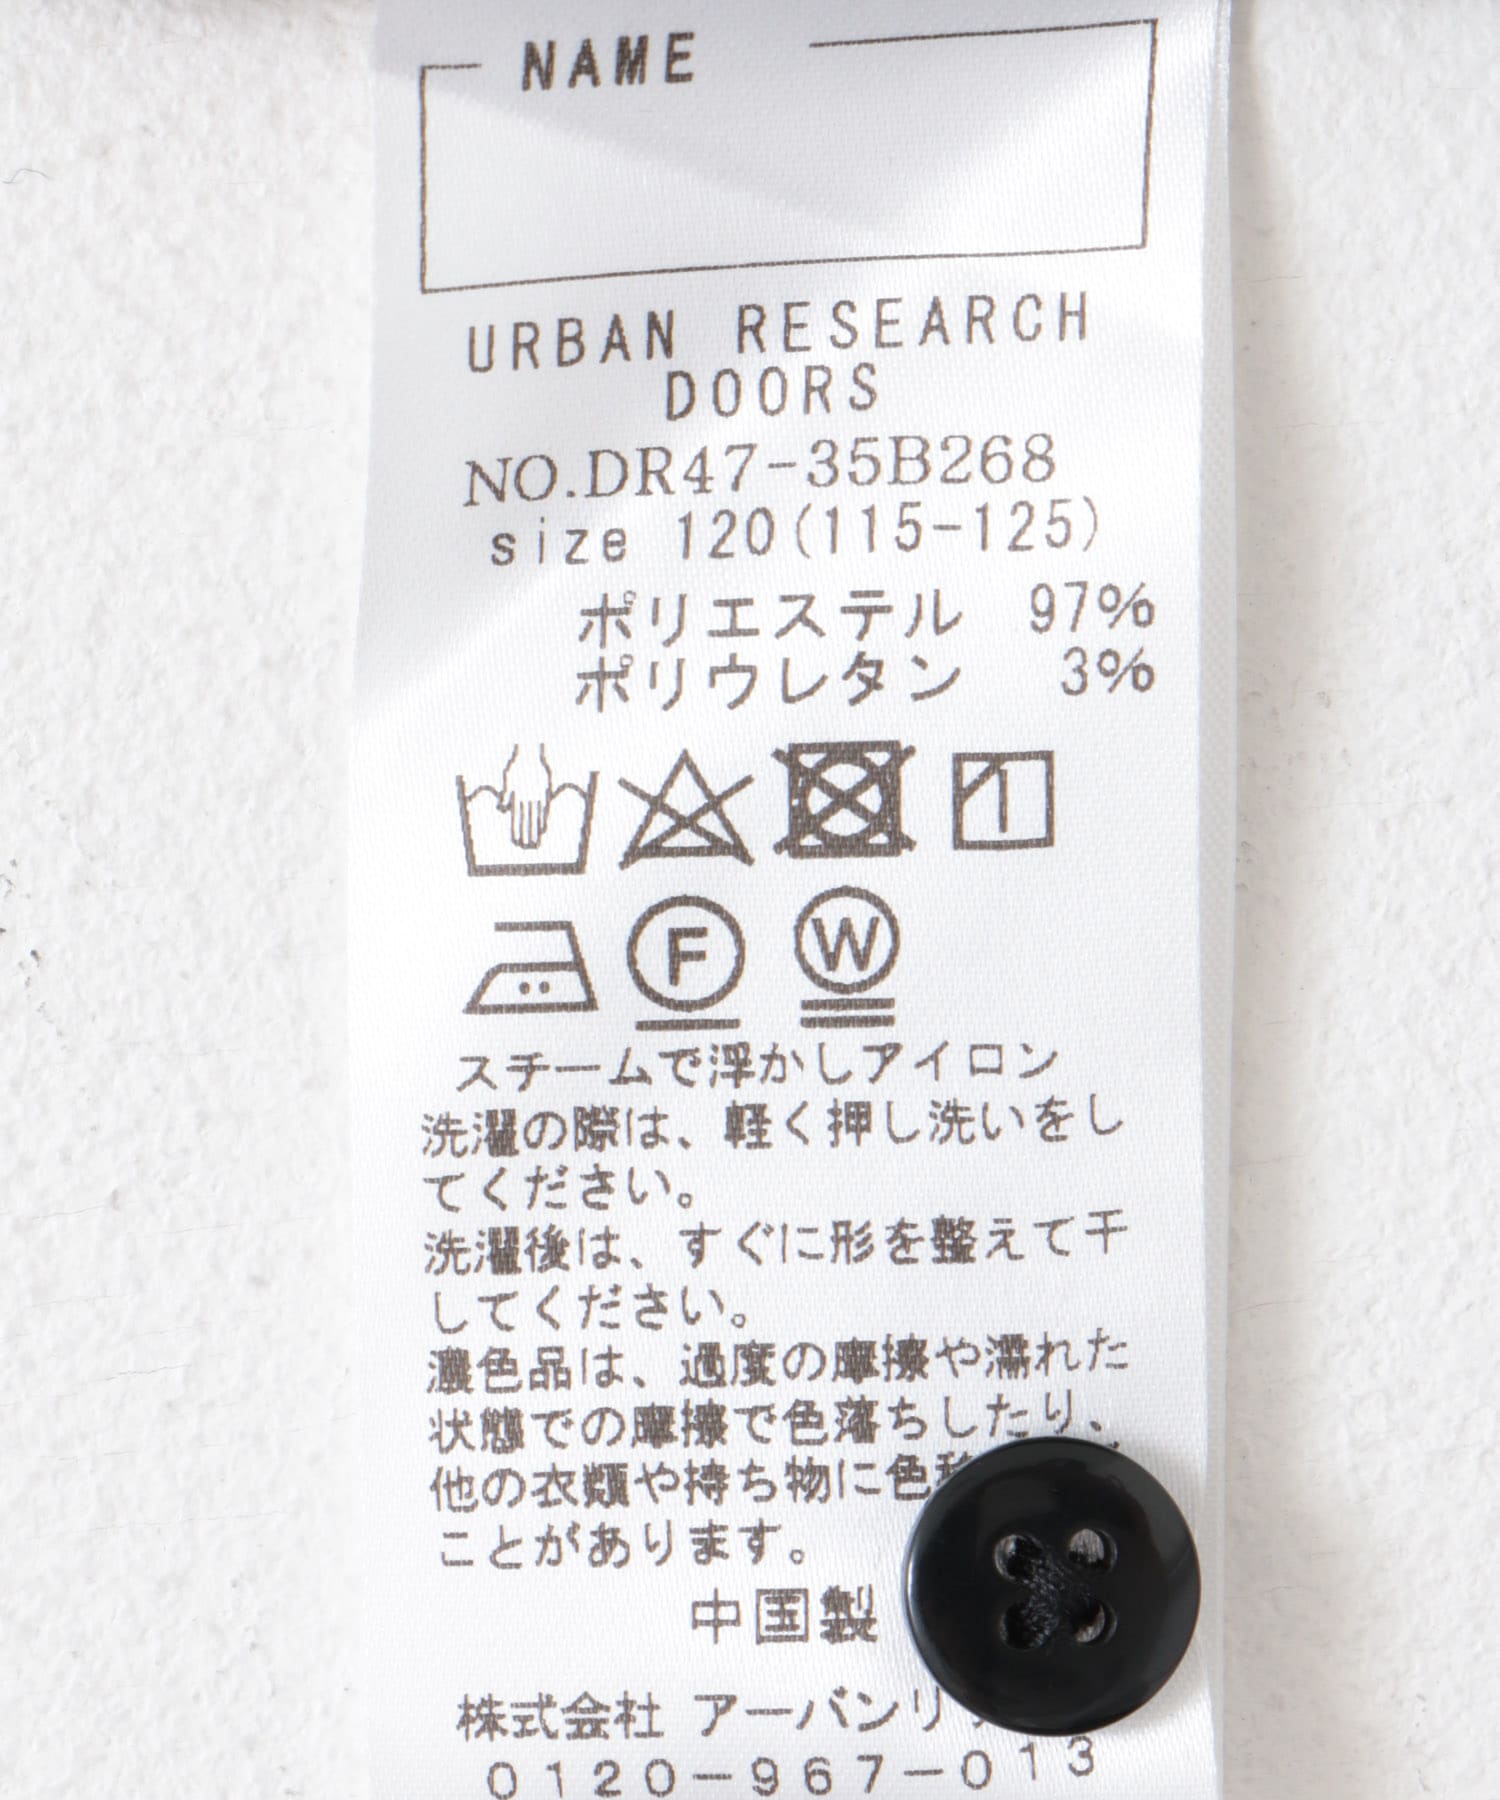 NAME
URBAN RESEARCH
DOORS
NO.DR47-35B268
size 120(115-125)
ポリエステル 97%
ポリウレタン 3%
F W
スチームで浮かしアイロン
洗濯の際は、軽く押し洗いをし
てください。
洗濯後は、すぐに形を整えて干
してください。
濃色品は、過度の摩擦や濡れた
状態での摩擦で色落ちしたり、
他の衣類や持ち物に色移
ことがあります。
中国製
株式会社 アーバンリ
0120-967-013